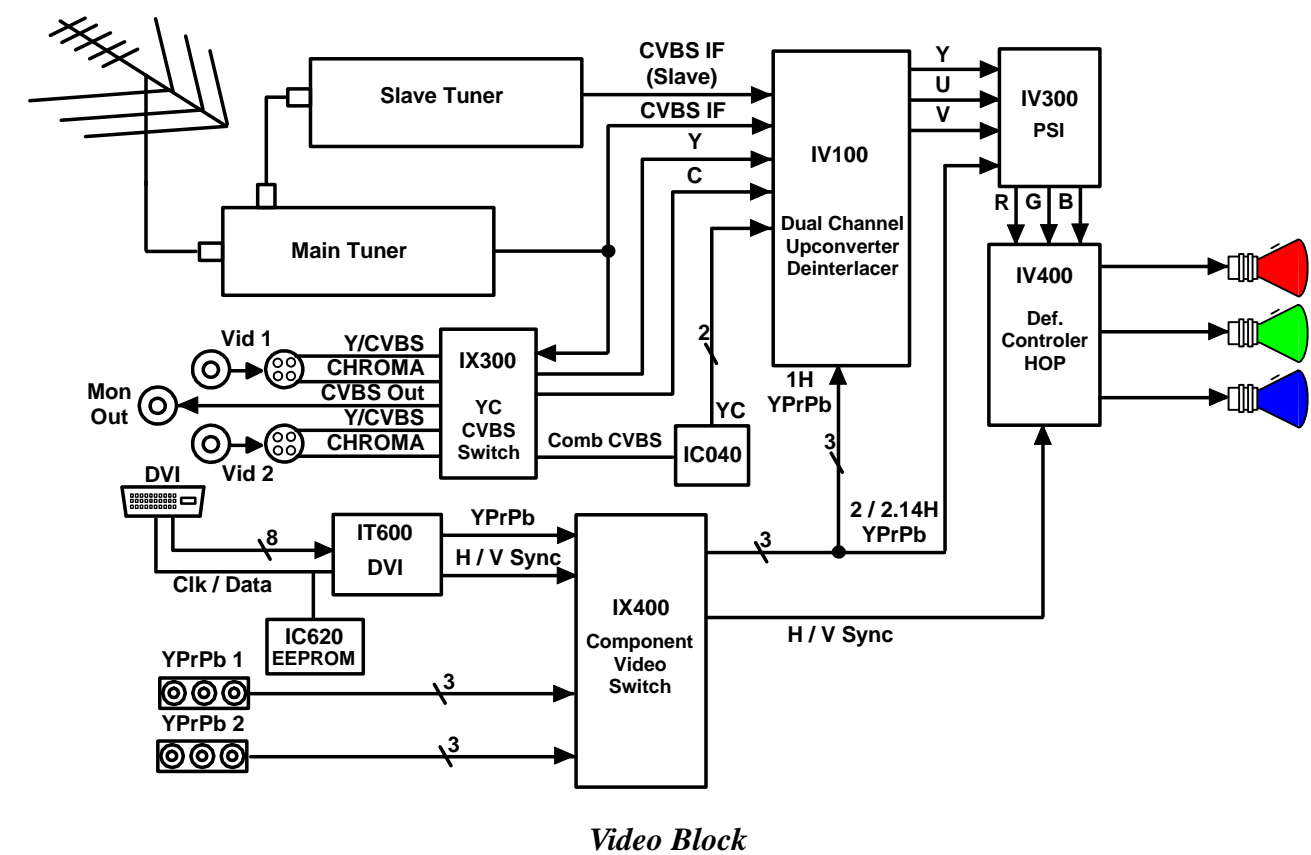 CVBS IF
(Slave)
Slave Tuner
CVBS IF
Y
C
Main Tuner
IV100
Dual Channel
Upconverter
Deinterlacer
Y
U
V
IV300
PSI
R G B
IV400
Def.
Controler
HOP
Vid 1
Y/CVBS
CHROMA
CVBS Out
Y/CVBS
CHROMA
Mon
Out
Vid 2
IX300
YC
CVBS
Switch
Comb CVBS
IC040
YC
2
1H
YPrPb
3
2 / 2.14H
YPrPb
DVI
8
Clk / Data
IT600
DVI
YPrPb
H / V Sync
IC620
EEPROM
IX400
Component
Video
Switch
3
H / V Sync
YPrPb 1
3
YPrPb 2
3
Video Block